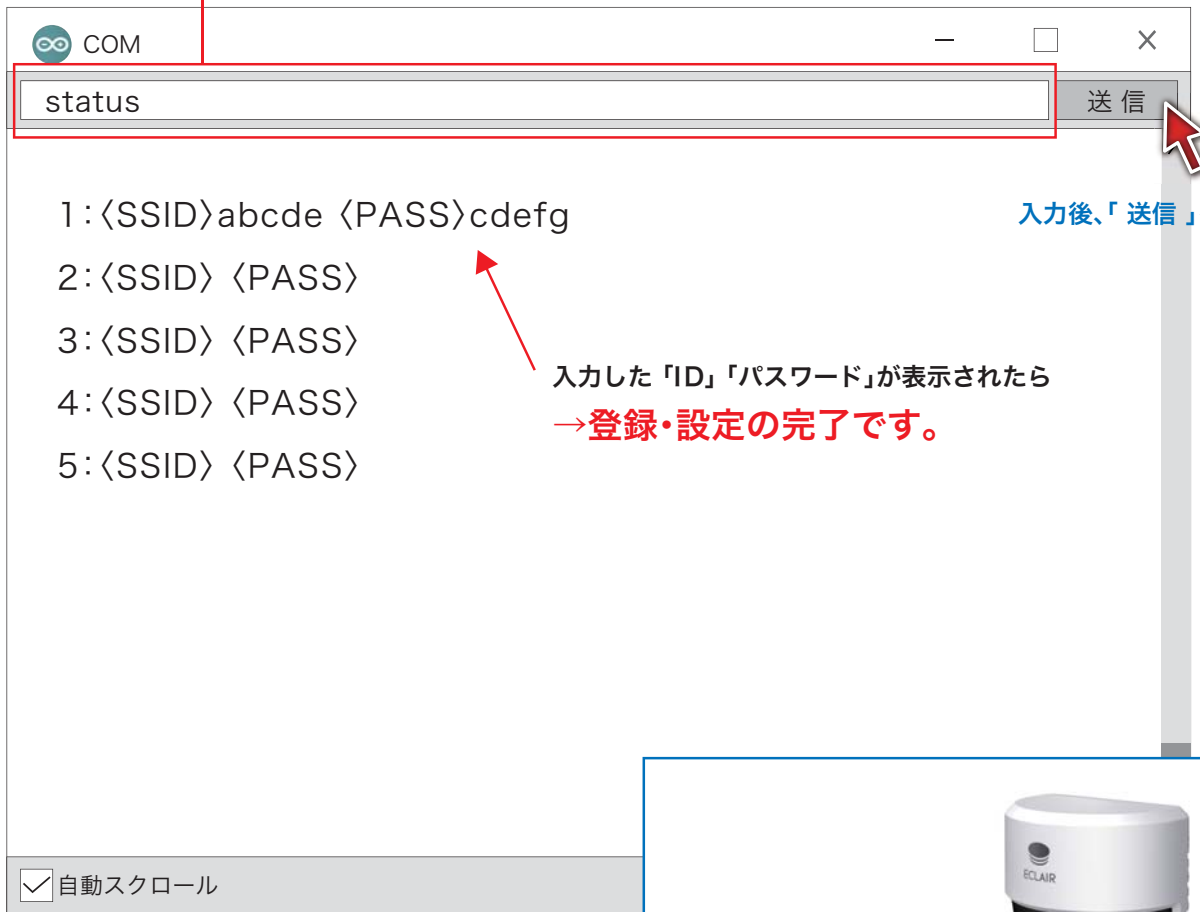 COM
status
送信
1:〈SSID〉abcde 〈PASS〉cdefg
入力後、「 送信 」
2:〈SSID〉〈PASS〉
3:〈SSID〉〈PASS〉
入力した「ID」「パスワード」が表示されたら
4:〈SSID〉〈PASS〉
→登録・設定の完了です。
5:〈SSID〉〈PASS〉
ECLAIR
自動スクロール